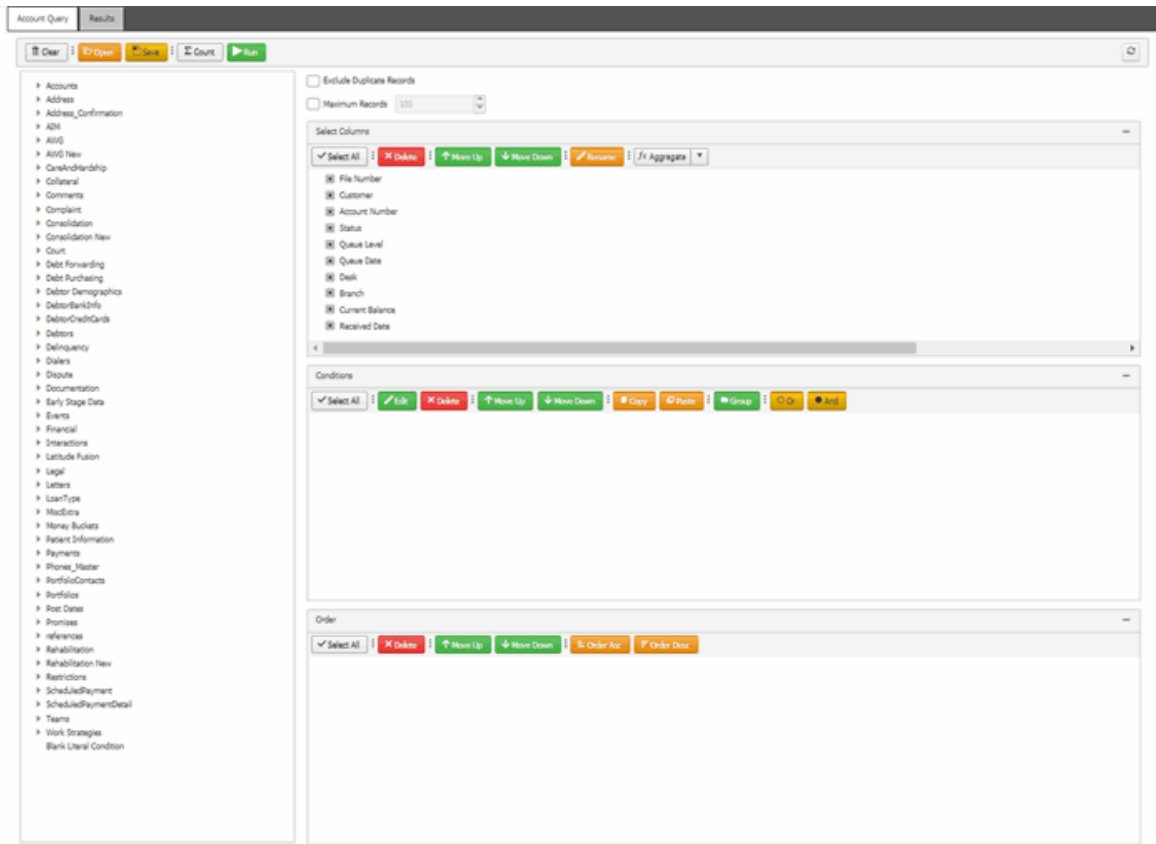 Account Query Results
Clear Open Save Count Run
Accounts
Address
Address_Confirmation
AIM
AWG
AWG New
CareAndHardship
Collateral
Comments
Complaint
Consolidation
Consolidation New
Court
Debt Forwarding
Debt Purchasing
Debtor Demographics
DebtorBankInfo
DebtorCreditCards
Debtors
Delinquency
Dialers
Dispute
Documentation
Early Stage Data
Events
Financial
Interactions
Latitude Fusion
Legal
Letters
LoanType
MiscExtra
Money Buckets
Patient Information
Payments
Phones_Master
PortfolioContacts
Portfolios
Post Dates
Promises
references
Rehabilitation
Rehabilitation New
Restrictions
ScheduledPayment
ScheduledPaymentDetail
Teams
Work Strategies
Blank Literal Condition
Exclude Duplicate Records
Maximum Records 100
Select Columns
Select All Delete Move Up Move Down Rename fx Aggregate
File Number
Customer
Account Number
Status
Queue Level
Queue Date
Desk
Branch
Current Balance
Received Date
Conditions
Select All Edit Delete Move Up Move Down Copy Paste Group Or And
Order
Select All Delete Move Up Move Down Order Asc Order Desc